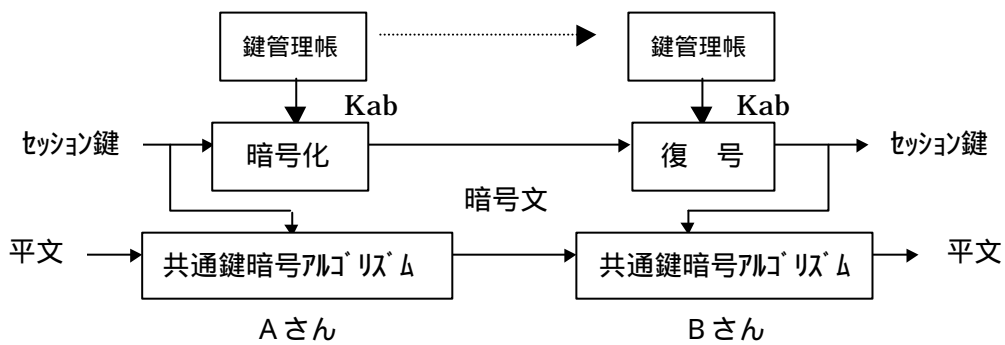 鍵管理帳
鍵管理帳
Kab
Kab
ｾｯｼｮﾝ鍵
暗号化
復　号
ｾｯｼｮﾝ鍵
暗号文
平文
共通鍵暗号ｱﾙｺﾞﾘｽﾞﾑ
共通鍵暗号ｱﾙｺﾞﾘｽﾞﾑ
平文
Aさん
Bさん